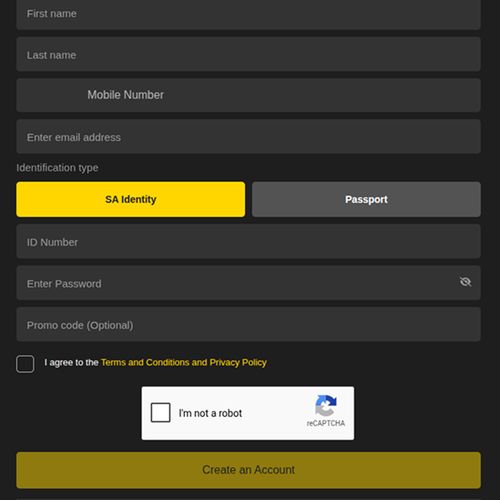 First name
Last name
Mobile Number
Enter email address
Identification type
SA Identity
Passport
ID Number
Enter Password
Promo code (Optional)
I agree to the Terms and Conditions and Privacy Policy
I'm not a robot
reCAPTCHA
Create an Account